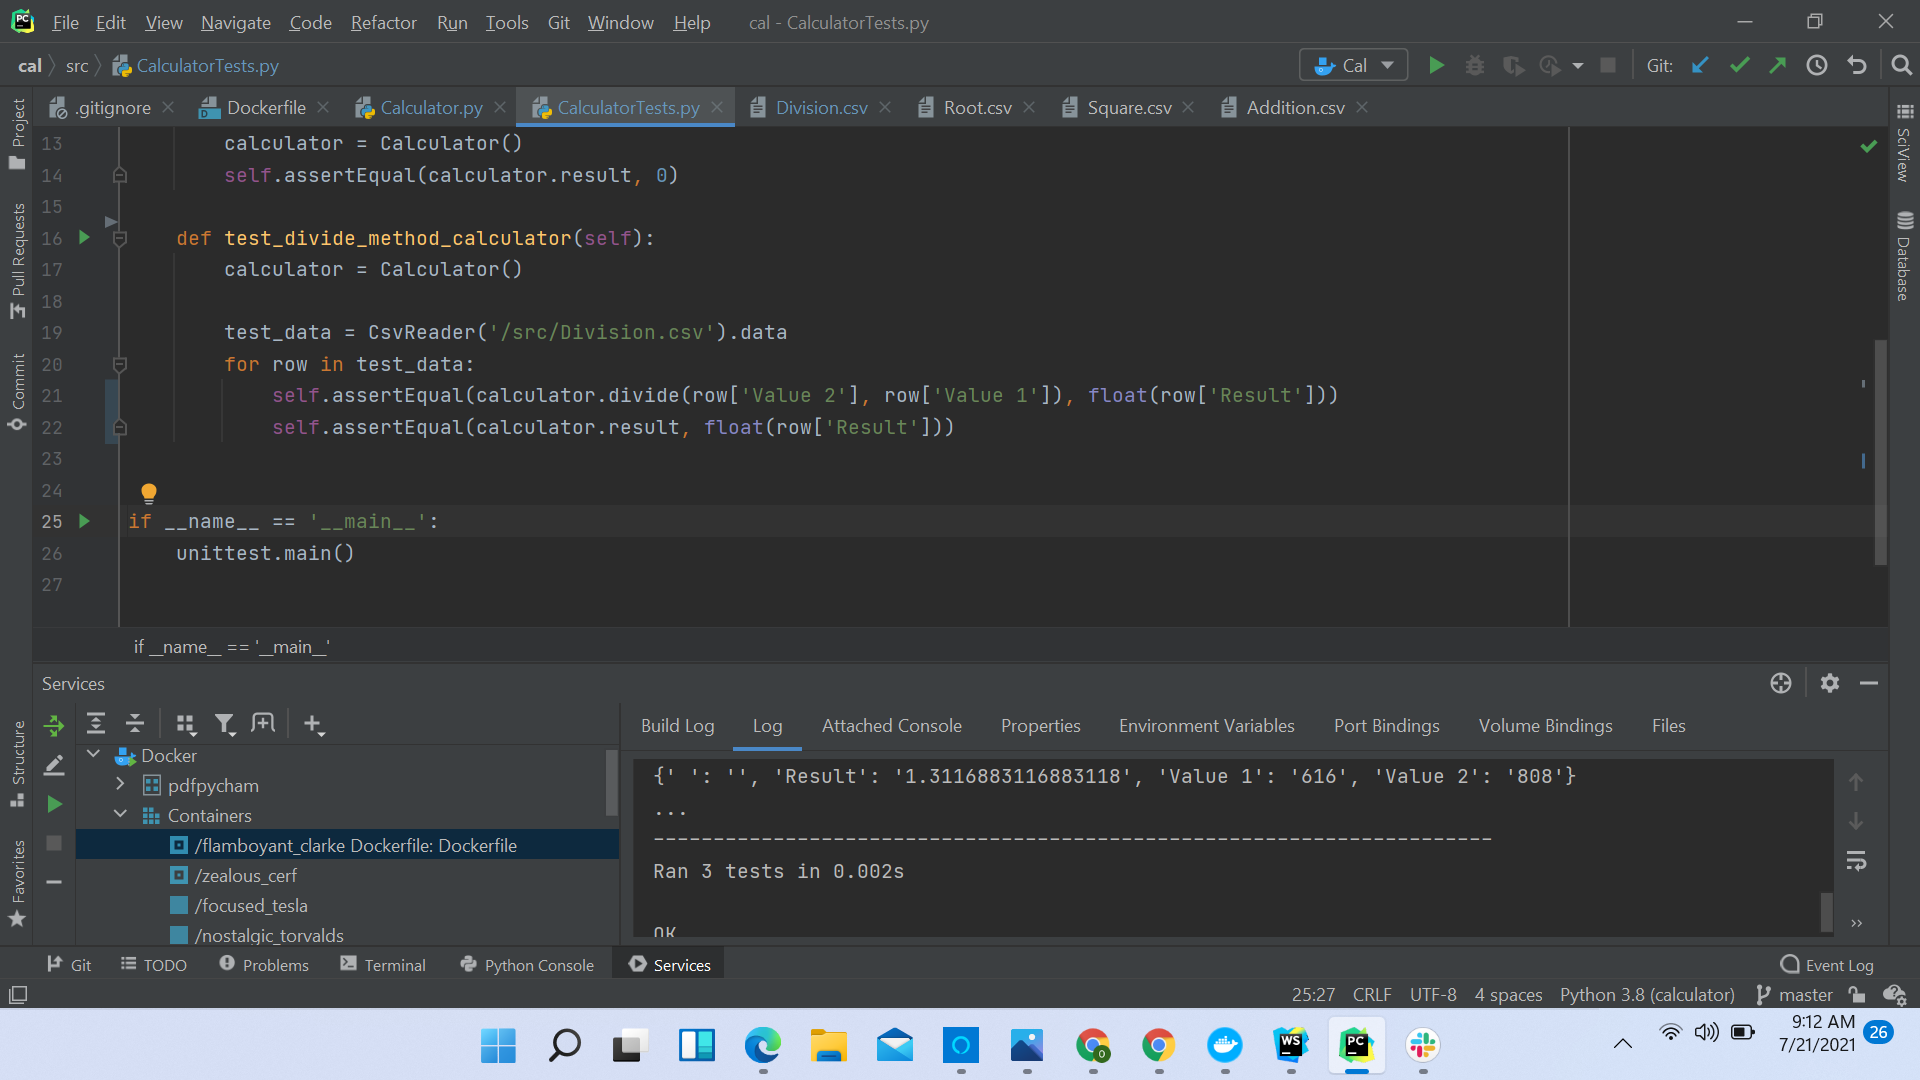 PC File Edit View Navigate Code Refactor Run Tools Git Window Help cal - CalculatorTests.py
cal src CalculatorTests.py Cal Git:
.gitignore Dockerfile Calculator.py CalculatorTests.py Division.csv Root.csv Square.csv Addition.csv
Project
Pull Requests
Commit
Structure
Favorites
SciView
Database
13 calculator = Calculator()
14 self.assertEqual(calculator.result, 0)
15
16 def test_divide_method_calculator(self):
17 calculator = Calculator()
18
19 test_data = CsvReader('/src/Division.csv').data
20 for row in test_data:
21 self.assertEqual(calculator.divide(row['Value 2'], row['Value 1']), float(row['Result']))
22 self.assertEqual(calculator.result, float(row['Result']))
23
24
25 if __name__ == '__main__':
26 unittest.main()
27
if __name__ == '__main__'
Services
Build Log Log Attached Console Properties Environment Variables Port Bindings Volume Bindings Files
Docker
pdfpycham
Containers
/flamboyant_clarke Dockerfile: Dockerfile
/zealous_cerf
/focused_tesla
/nostalgic_torvalds
{' ': '', 'Result': '1.3116883116883118', 'Value 1': '616', 'Value 2': '808'}
...
----------------------------------------------------------------------
Ran 3 tests in 0.002s
OK
Git TODO Problems Terminal Python Console Services Event Log
25:27 CRLF UTF-8 4 spaces Python 3.8 (calculator) master
WS PC 9:12 AM
7/21/2021 26